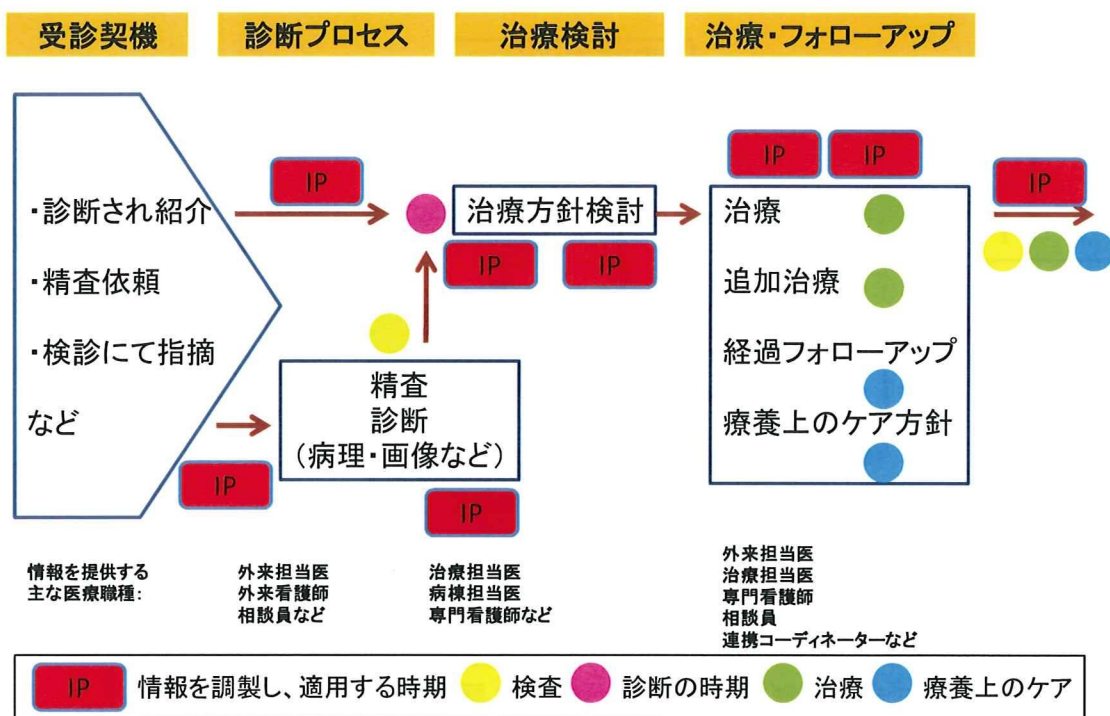 受診契機
診断プロセス
治療検討
治療・フォローアップ
・診断され紹介
・精査依頼
・検診にて指摘
など
IP
IP
精査
診断
(病理・画像など)
IP
治療方針検討
IP
IP
IP
IP
治療
追加治療
経過フォローアップ
療養上のケア方針
IP
情報を提供する
主な医療職種:
外来担当医
外来看護師
相談員など
治療担当医
病棟担当医
専門看護師など
外来担当医
治療担当医
専門看護師
相談員
連携コーディネーターなど
IP 情報を調製し、適用する時期 検査 診断の時期 治療 療養上のケア